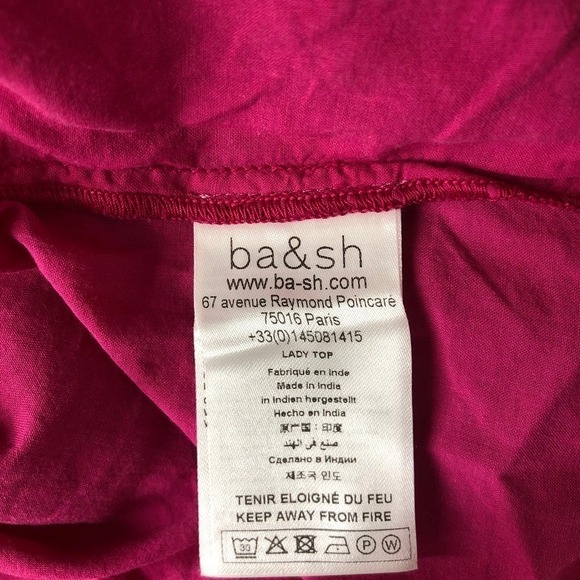 ba&sh
www.ba-sh.com
67 avenue Raymond Poincaré
75016 Paris
+33(0)145081415
LADY TOP
Fabriqué en Inde
Made in India
in Indien hergestellt
Hecho en India
原产国：印度
صنع في الهند
Сделано в Индии
제조국 인도
TENIR ELOIGNÉ DU FEU
KEEP AWAY FROM FIRE
30 P W